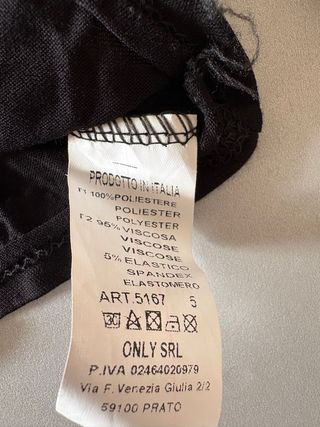 PRODOTTO IN ITALIA
T1 100% POLIESTERE
POLIESTER
POLYESTER
T2 95% VISCOSA
VISCOSE
VISCOSE
5% ELASTICO
SPANDEX
ELASTOMERO
ART.5167 5
ONLY SRL
P.IVA 02464020979
Via F. Venezia Giulia 2/2
59100 PRATO